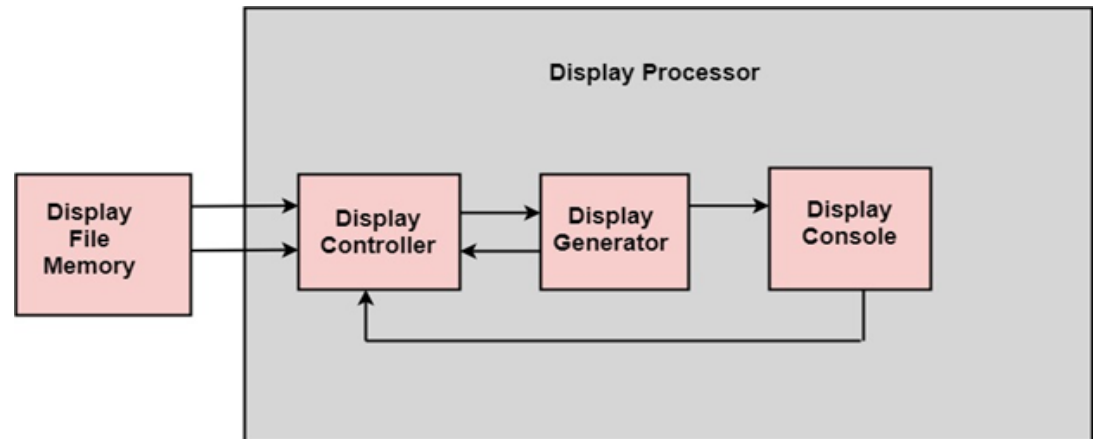 Display Processor
Display
File
Memory
Display
Controller
Display
Generator
Display
Console